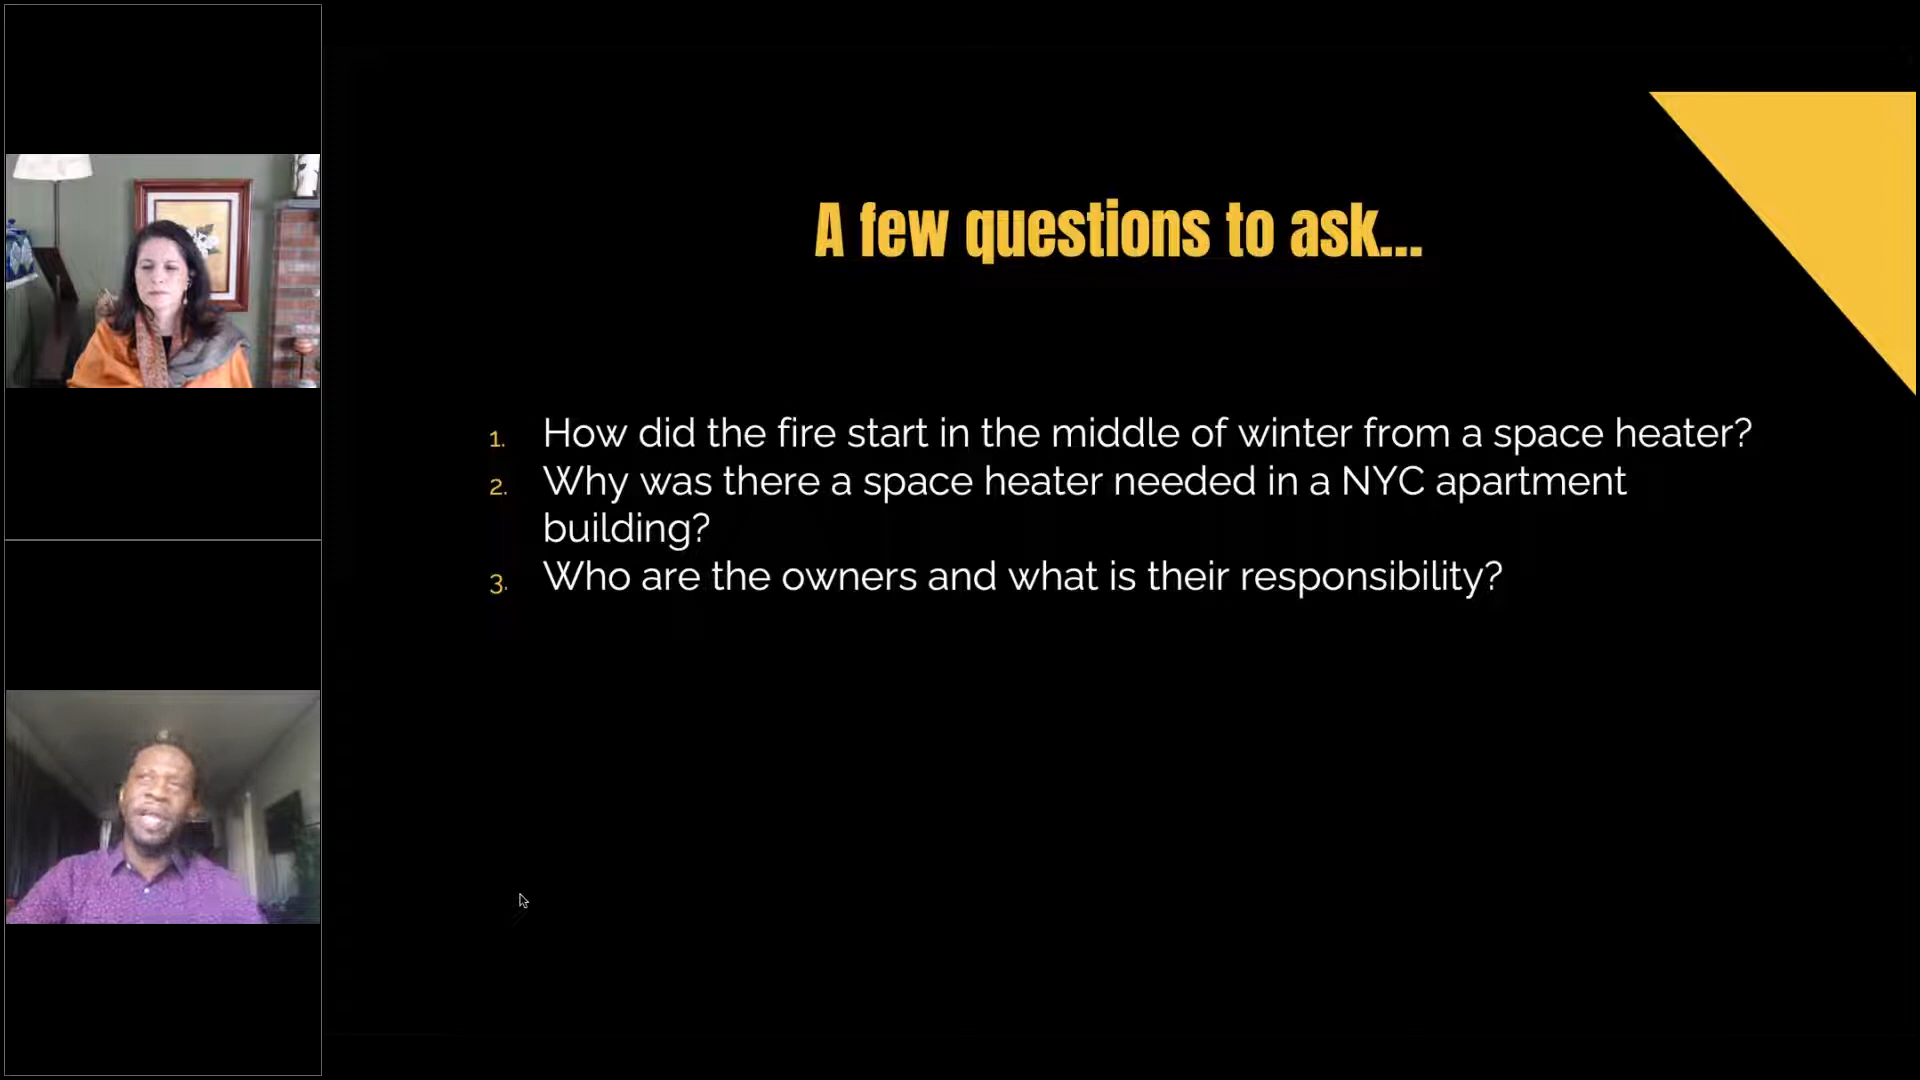 A few questions to ask...
1. How did the fire start in the middle of winter from a space heater?
2. Why was there a space heater needed in a NYC apartment
building?
3. Who are the owners and what is their responsibility?